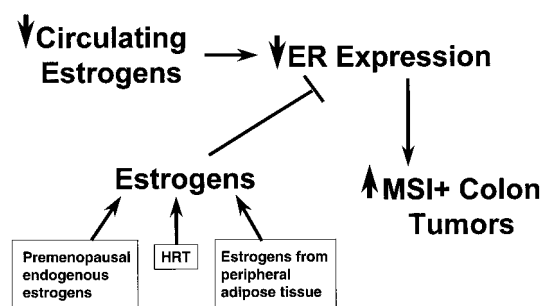 Circulating
Estrogens
ER Expression
Estrogens
MSI+ Colon
Tumors
Premenopausal
endogenous
estrogens
HRT
Estrogens from
peripheral
adipose tissue